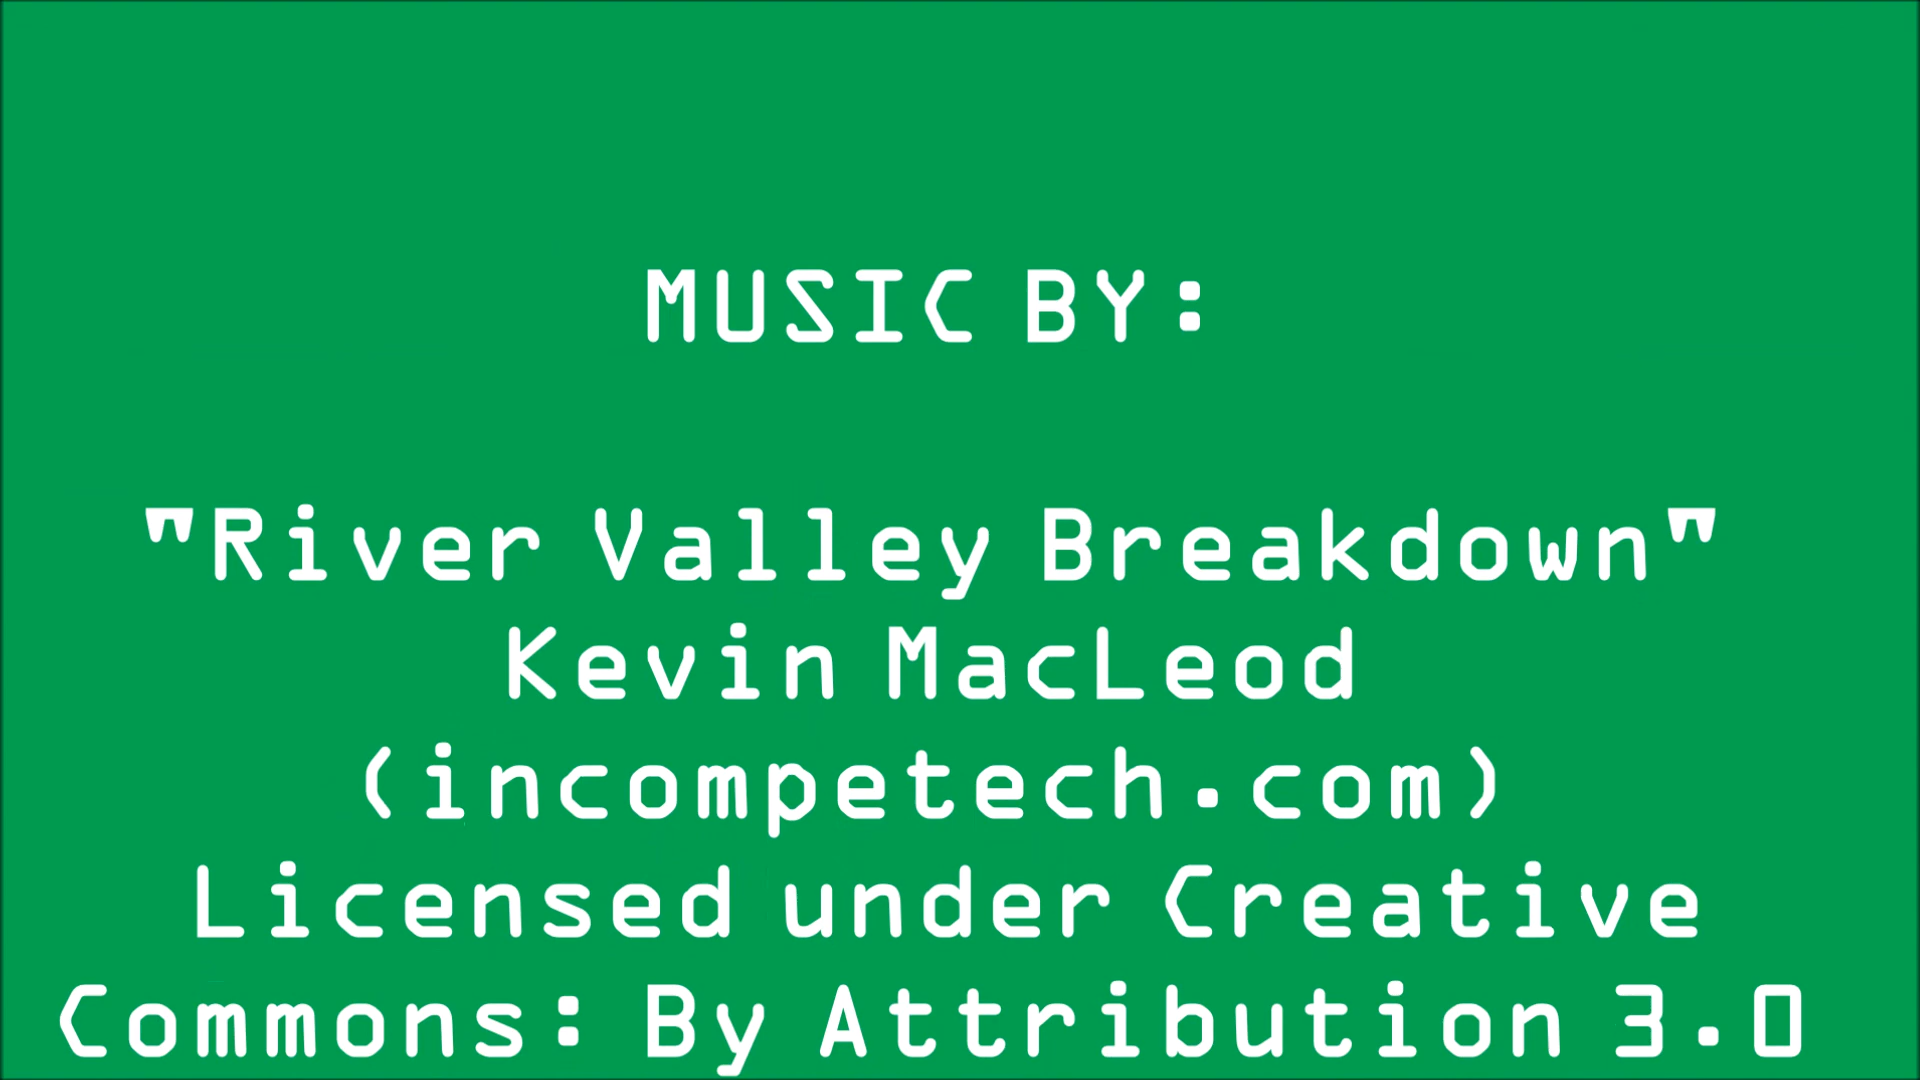 MUSIC BY:
"River Valley Breakdown"
Kevin MacLeod
(incompetech.com)
Licensed under Creative
Commons: By Attribution 3.0